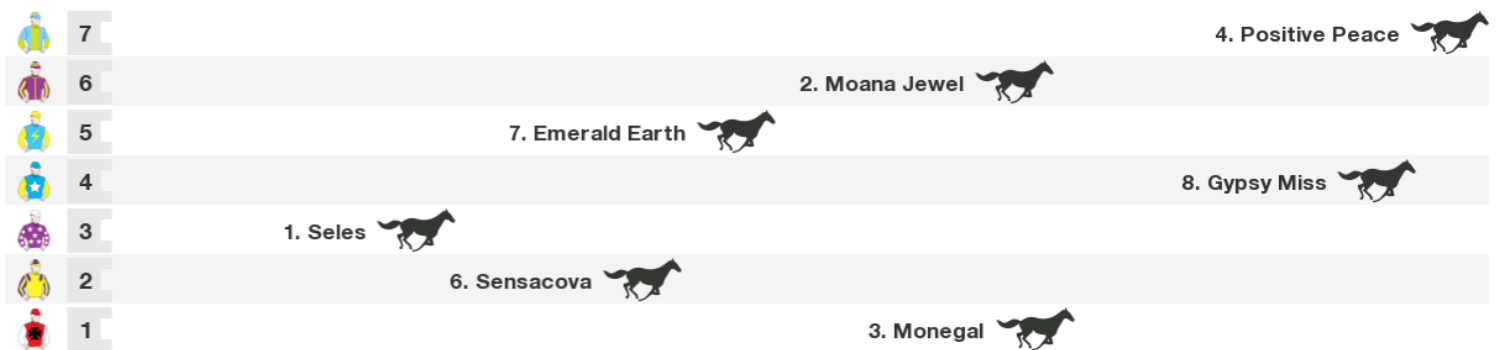 7 4. Positive Peace
6 2. Moana Jewel
5 7. Emerald Earth
4 8. Gypsy Miss
3 1. Seles
2 6. Sensacova
1 3. Monegal